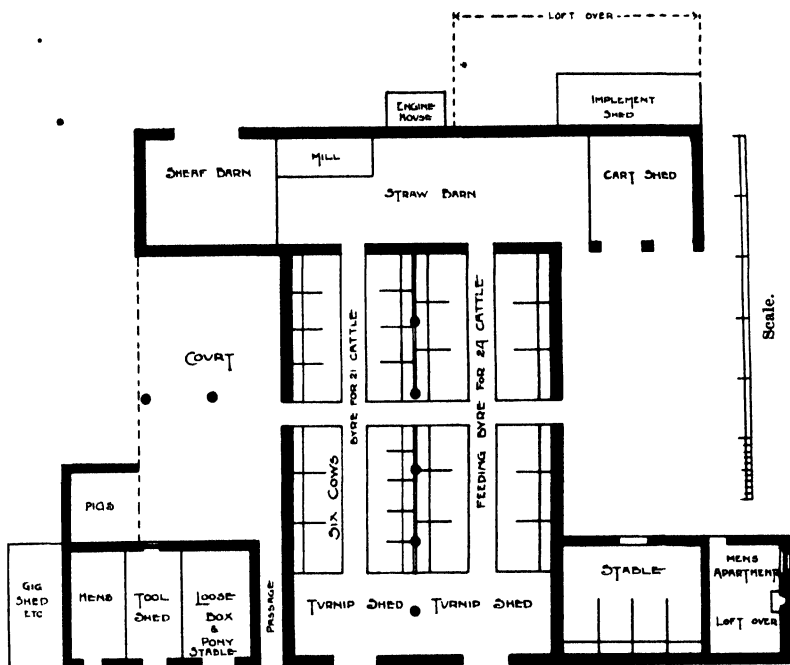 LOFT OVER
ENGINE
HOUSE
IMPLEMENT
SHED
SHEAF BARN
MILL
STRAW BARN
CART SHED
COURT
BYRE FOR 21 CATTLE
FEEDING BYRE FOR 24 CATTLE
Scale.
SIX COWS
PIGS
GIG
SHED
ETC
HENS
TOOL
SHED
LOOSE
BOX
&
PONY
STABLE
PASSAGE
TURNIP SHED
TURNIP SHED
STABLE
MENS
APARTMENT
LOFT OVER